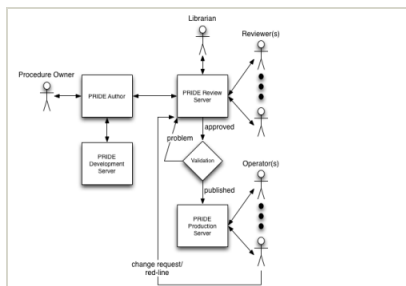 Librarian
Reviewer(s)
Procedure Owner
PRIDE Author
PRIDE Review
Server
approved
problem
PRIDE
Development
Server
Validation
Operator(s)
published
PRIDE
Production
Server
change request/
red-line